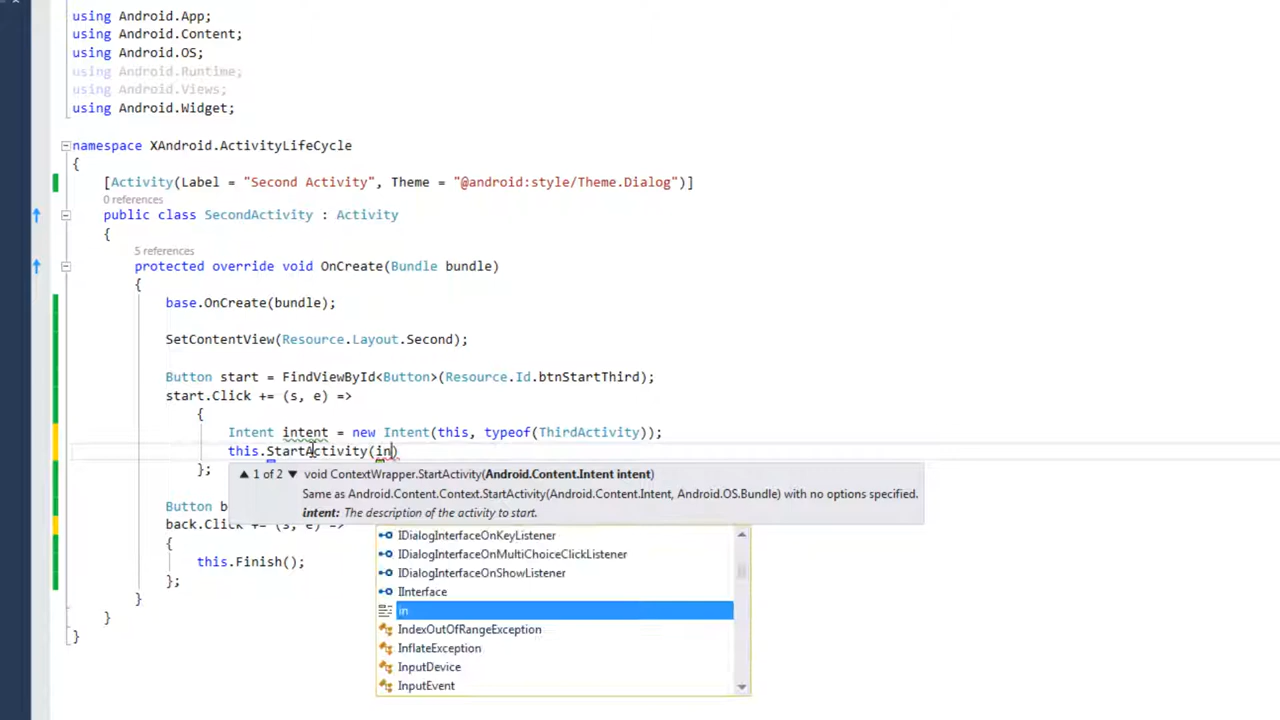 using Android.App;
using Android.Content;
using Android.OS;
using Android.Runtime;
using Android.Views;
using Android.Widget;
namespace XAndroid.ActivityLifeCycle
{
[Activity(Label = "Second Activity", Theme = "@android:style/Theme.Dialog")]
0 references
public class SecondActivity : Activity
{
5 references
protected override void OnCreate(Bundle bundle)
{
base.OnCreate(bundle);
SetContentView(Resource.Layout.Second);
Button start = FindViewById<Button>(Resource.Id.btnStartThird);
start.Click += (s, e) =>
{
Intent intent = new Intent(this, typeof(ThirdActivity));
this.StartActivity(in)
};
1 of 2 void ContextWrapper.StartActivity(Android.Content.Intent intent)
Same as Android.Content.Context.StartActivity(Android.Content.Intent, Android.OS.Bundle) with no options specified.
intent: The description of the activity to start.
Button b
back.Click += (s, e) =>
{
this.Finish();
};
}
}
}
IDialogInterfaceOnKeyListener
IDialogInterfaceOnMultiChoiceClickListener
IDialogInterfaceOnShowListener
IInterface
in
IndexOutOfRangeException
InflateException
InputDevice
InputEvent